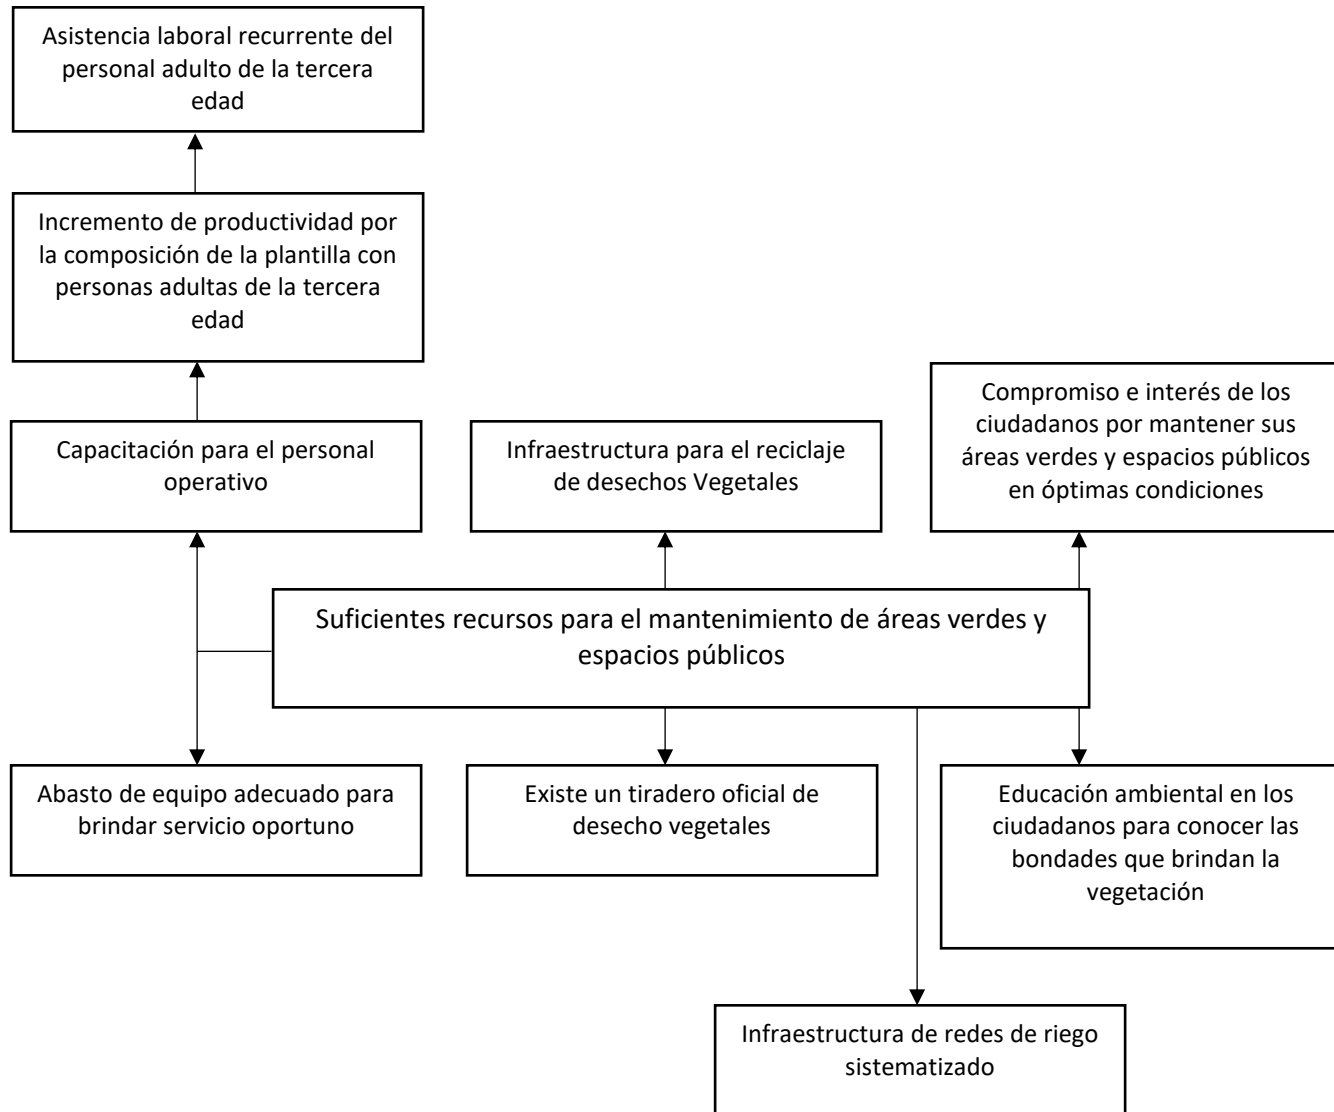 Asistencia laboral recurrente del
personal adulto de la tercera
edad
Incremento de productividad por
la composición de la plantilla con
personas adultas de la tercera
edad
Capacitación para el personal
operativo
Infraestructura para el reciclaje
de desechos Vegetales
Compromiso e interés de los
ciudadanos por mantener sus
áreas verdes y espacios públicos
en óptimas condiciones
Suficientes recursos para el mantenimiento de áreas verdes y
espacios públicos
Abasto de equipo adecuado para
brindar servicio oportuno
Existe un tiradero oficial de
desecho vegetales
Educación ambiental en los
ciudadanos para conocer las
bondades que brindan la
vegetación
Infraestructura de redes de riego
sistematizado